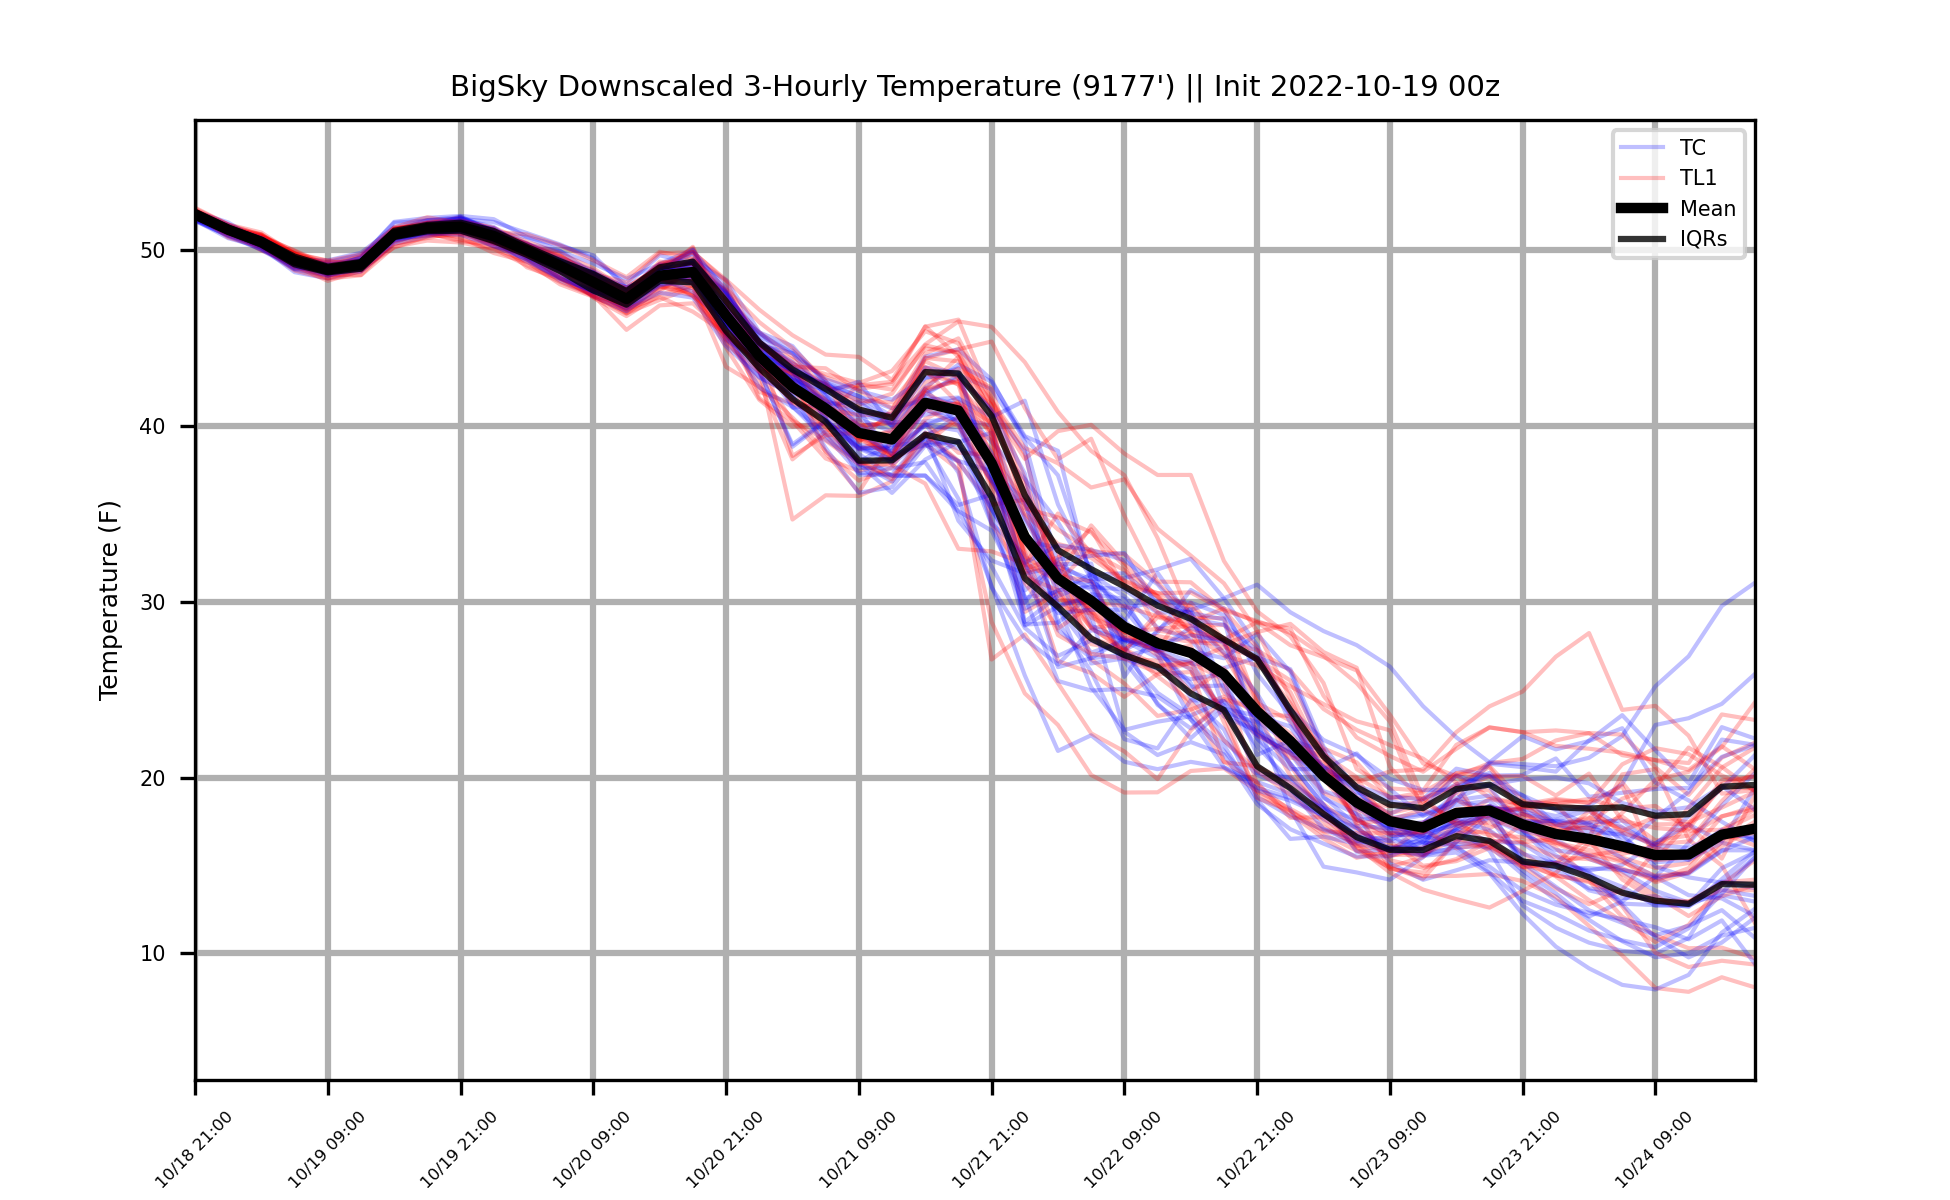 BigSky Downscaled 3-Hourly Temperature (9177') || Init 2022-10-19 00z
TC
TL1
Mean
IQRs
Temperature (F)
50
40
30
20
10
10/18 21:00
10/19 09:00
10/19 21:00
10/20 09:00
10/20 21:00
10/21 09:00
10/21 21:00
10/22 09:00
10/22 21:00
10/23 09:00
10/23 21:00
10/24 09:00